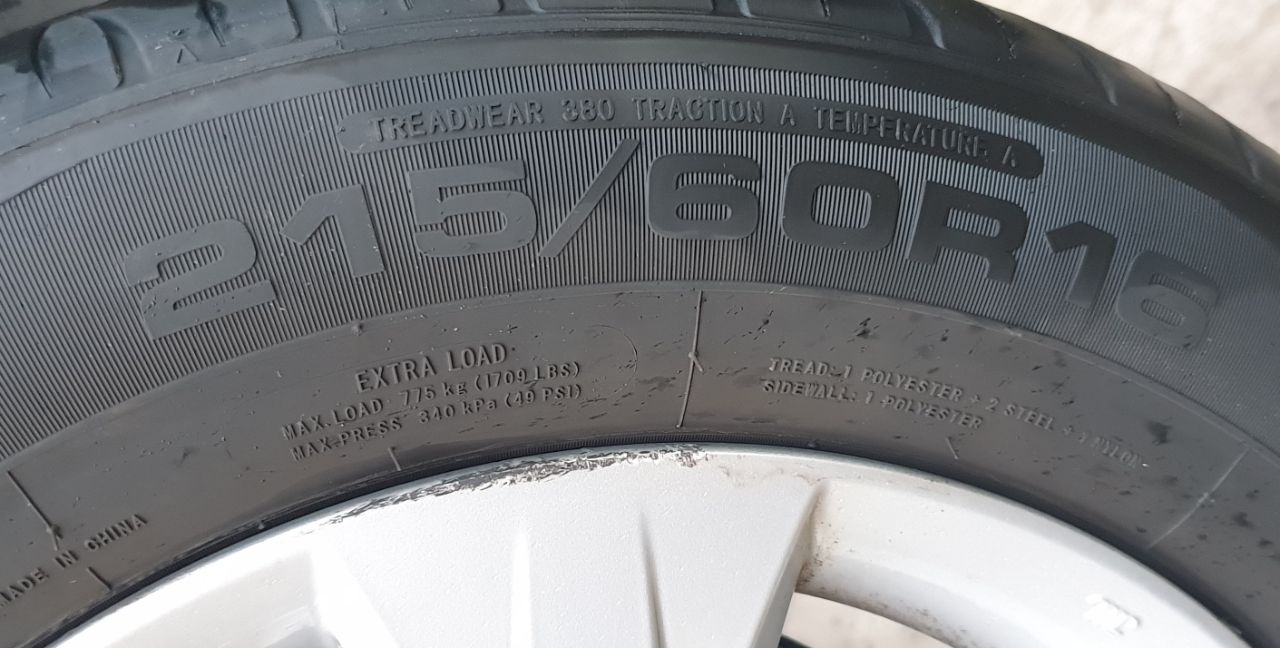 TREADWEAR 380 TRACTION A TEMPERATURE A
215/60R16
EXTRA LOAD
MAX. LOAD 775 kg (1709 LBS)
MAX. PRESS 340 kPa (49 PSI)
TREAD: 1 POLYESTER + 2 STEEL + 1 NYLON
SIDEWALL: 1 POLYESTER
MADE IN CHINA